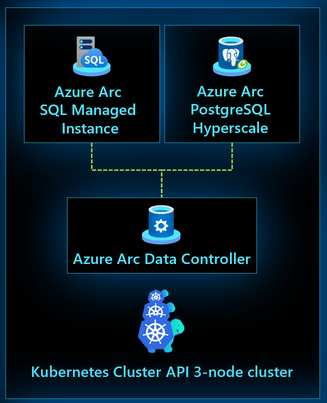 SQL
Azure Arc
SQL Managed
Instance
Azure Arc
PostgreSQL
Hyperscale
Azure Arc Data Controller
Kubernetes Cluster API 3-node cluster